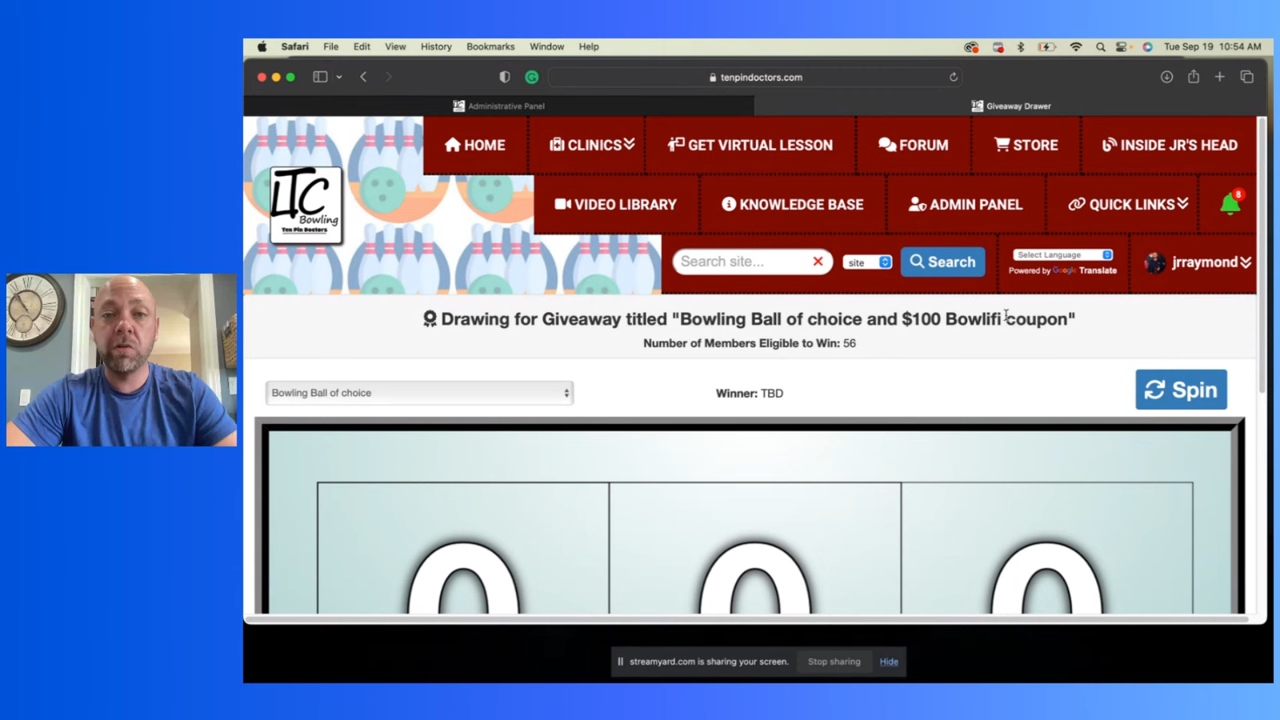 Safari File Edit View History Bookmarks Window Help Tue Sep 19 10:54 AM
tenpindoctors.com
Administrative Panel Giveaway Drawer
HOME CLINICS GET VIRTUAL LESSON FORUM STORE INSIDE JR'S HEAD
LTC
Bowling
Ten Pin Doctors
VIDEO LIBRARY KNOWLEDGE BASE ADMIN PANEL QUICK LINKS 8
Search site... site Search Select Language jrraymond
Powered by Google Translate
Drawing for Giveaway titled "Bowling Ball of choice and $100 Bowlifi coupon"
Number of Members Eligible to Win: 56
Bowling Ball of choice Winner: TBD Spin
0 0 0
streamyard.com is sharing your screen. Stop sharing Hide